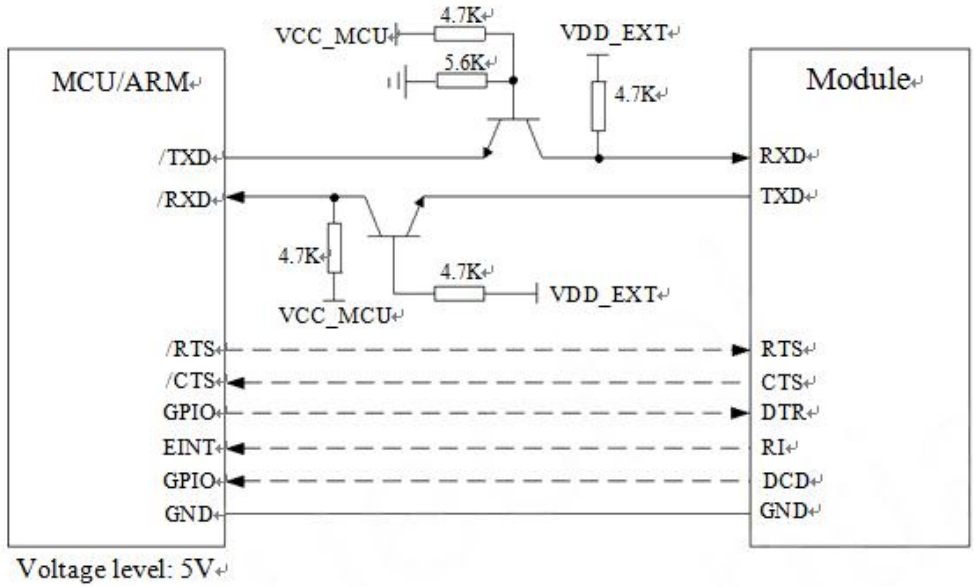 4.7K
VCC_MCU
VDD_EXT
5.6K
MCU/ARM
Module
4.7K
/TXD
RXD
/RXD
TXD
4.7K
4.7K
VDD_EXT
VCC_MCU
/RTS
RTS
/CTS
CTS
GPIO
DTR
EINT
RI
GPIO
DCD
GND
GND
Voltage level: 5V